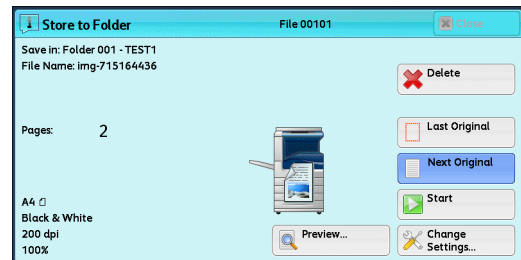 Store to Folder
File 00101
Close
Save in: Folder 001 - TEST1
File Name: img-715164436
Delete
Pages: 2
Last Original
Next Original
Start
A4
Black & White
200 dpi
100%
Preview...
Change
Settings...